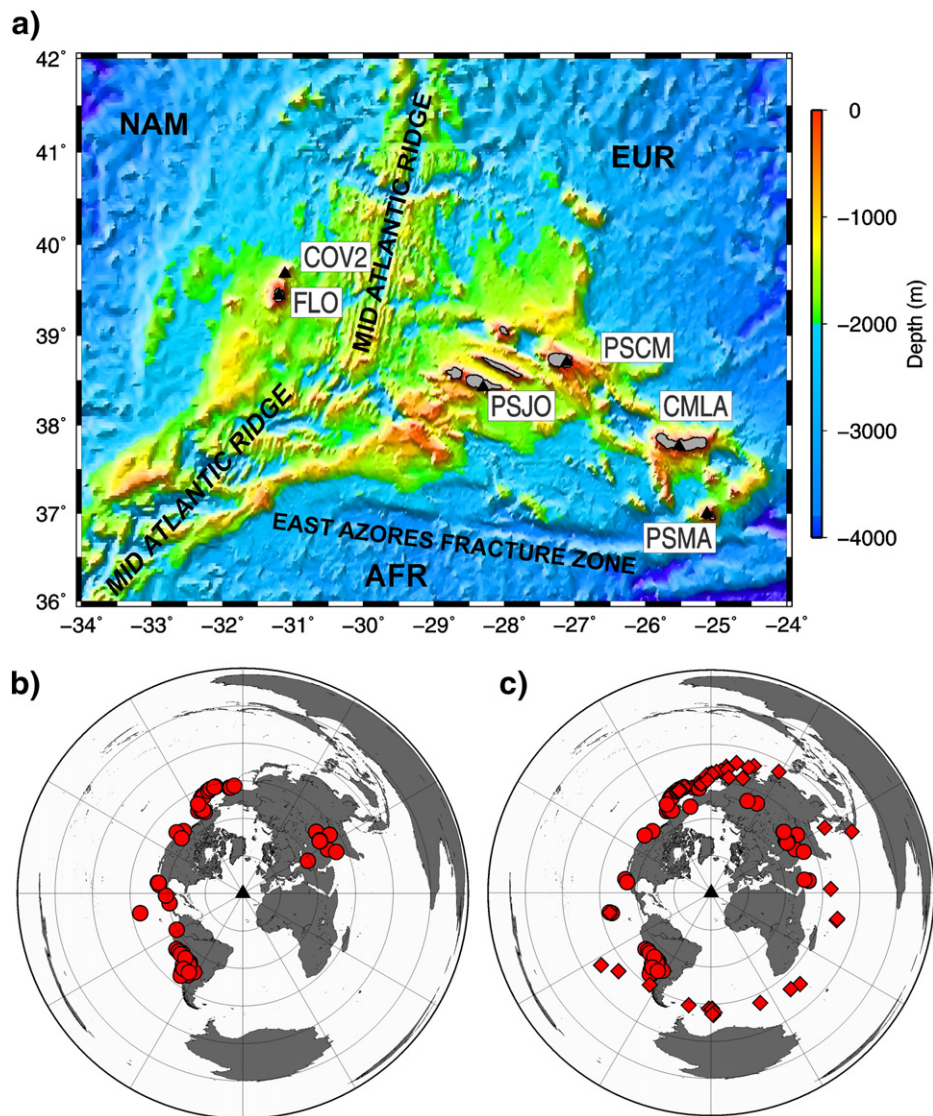 a)
42°
41°
40°
39°
38°
37°
36°
−34 −33 −32 −31 −30 −29 −28 −27 −26 −25 −24
NAM
EUR
AFR
MID ATLANTIC RIDGE
MID ATLANTIC RIDGE
EAST AZORES FRACTURE ZONE
COV2
FLO
PSCM
PSJO
CMLA
PSMA
0
−1000
−2000
−3000
−4000
Depth (m)
b)
c)